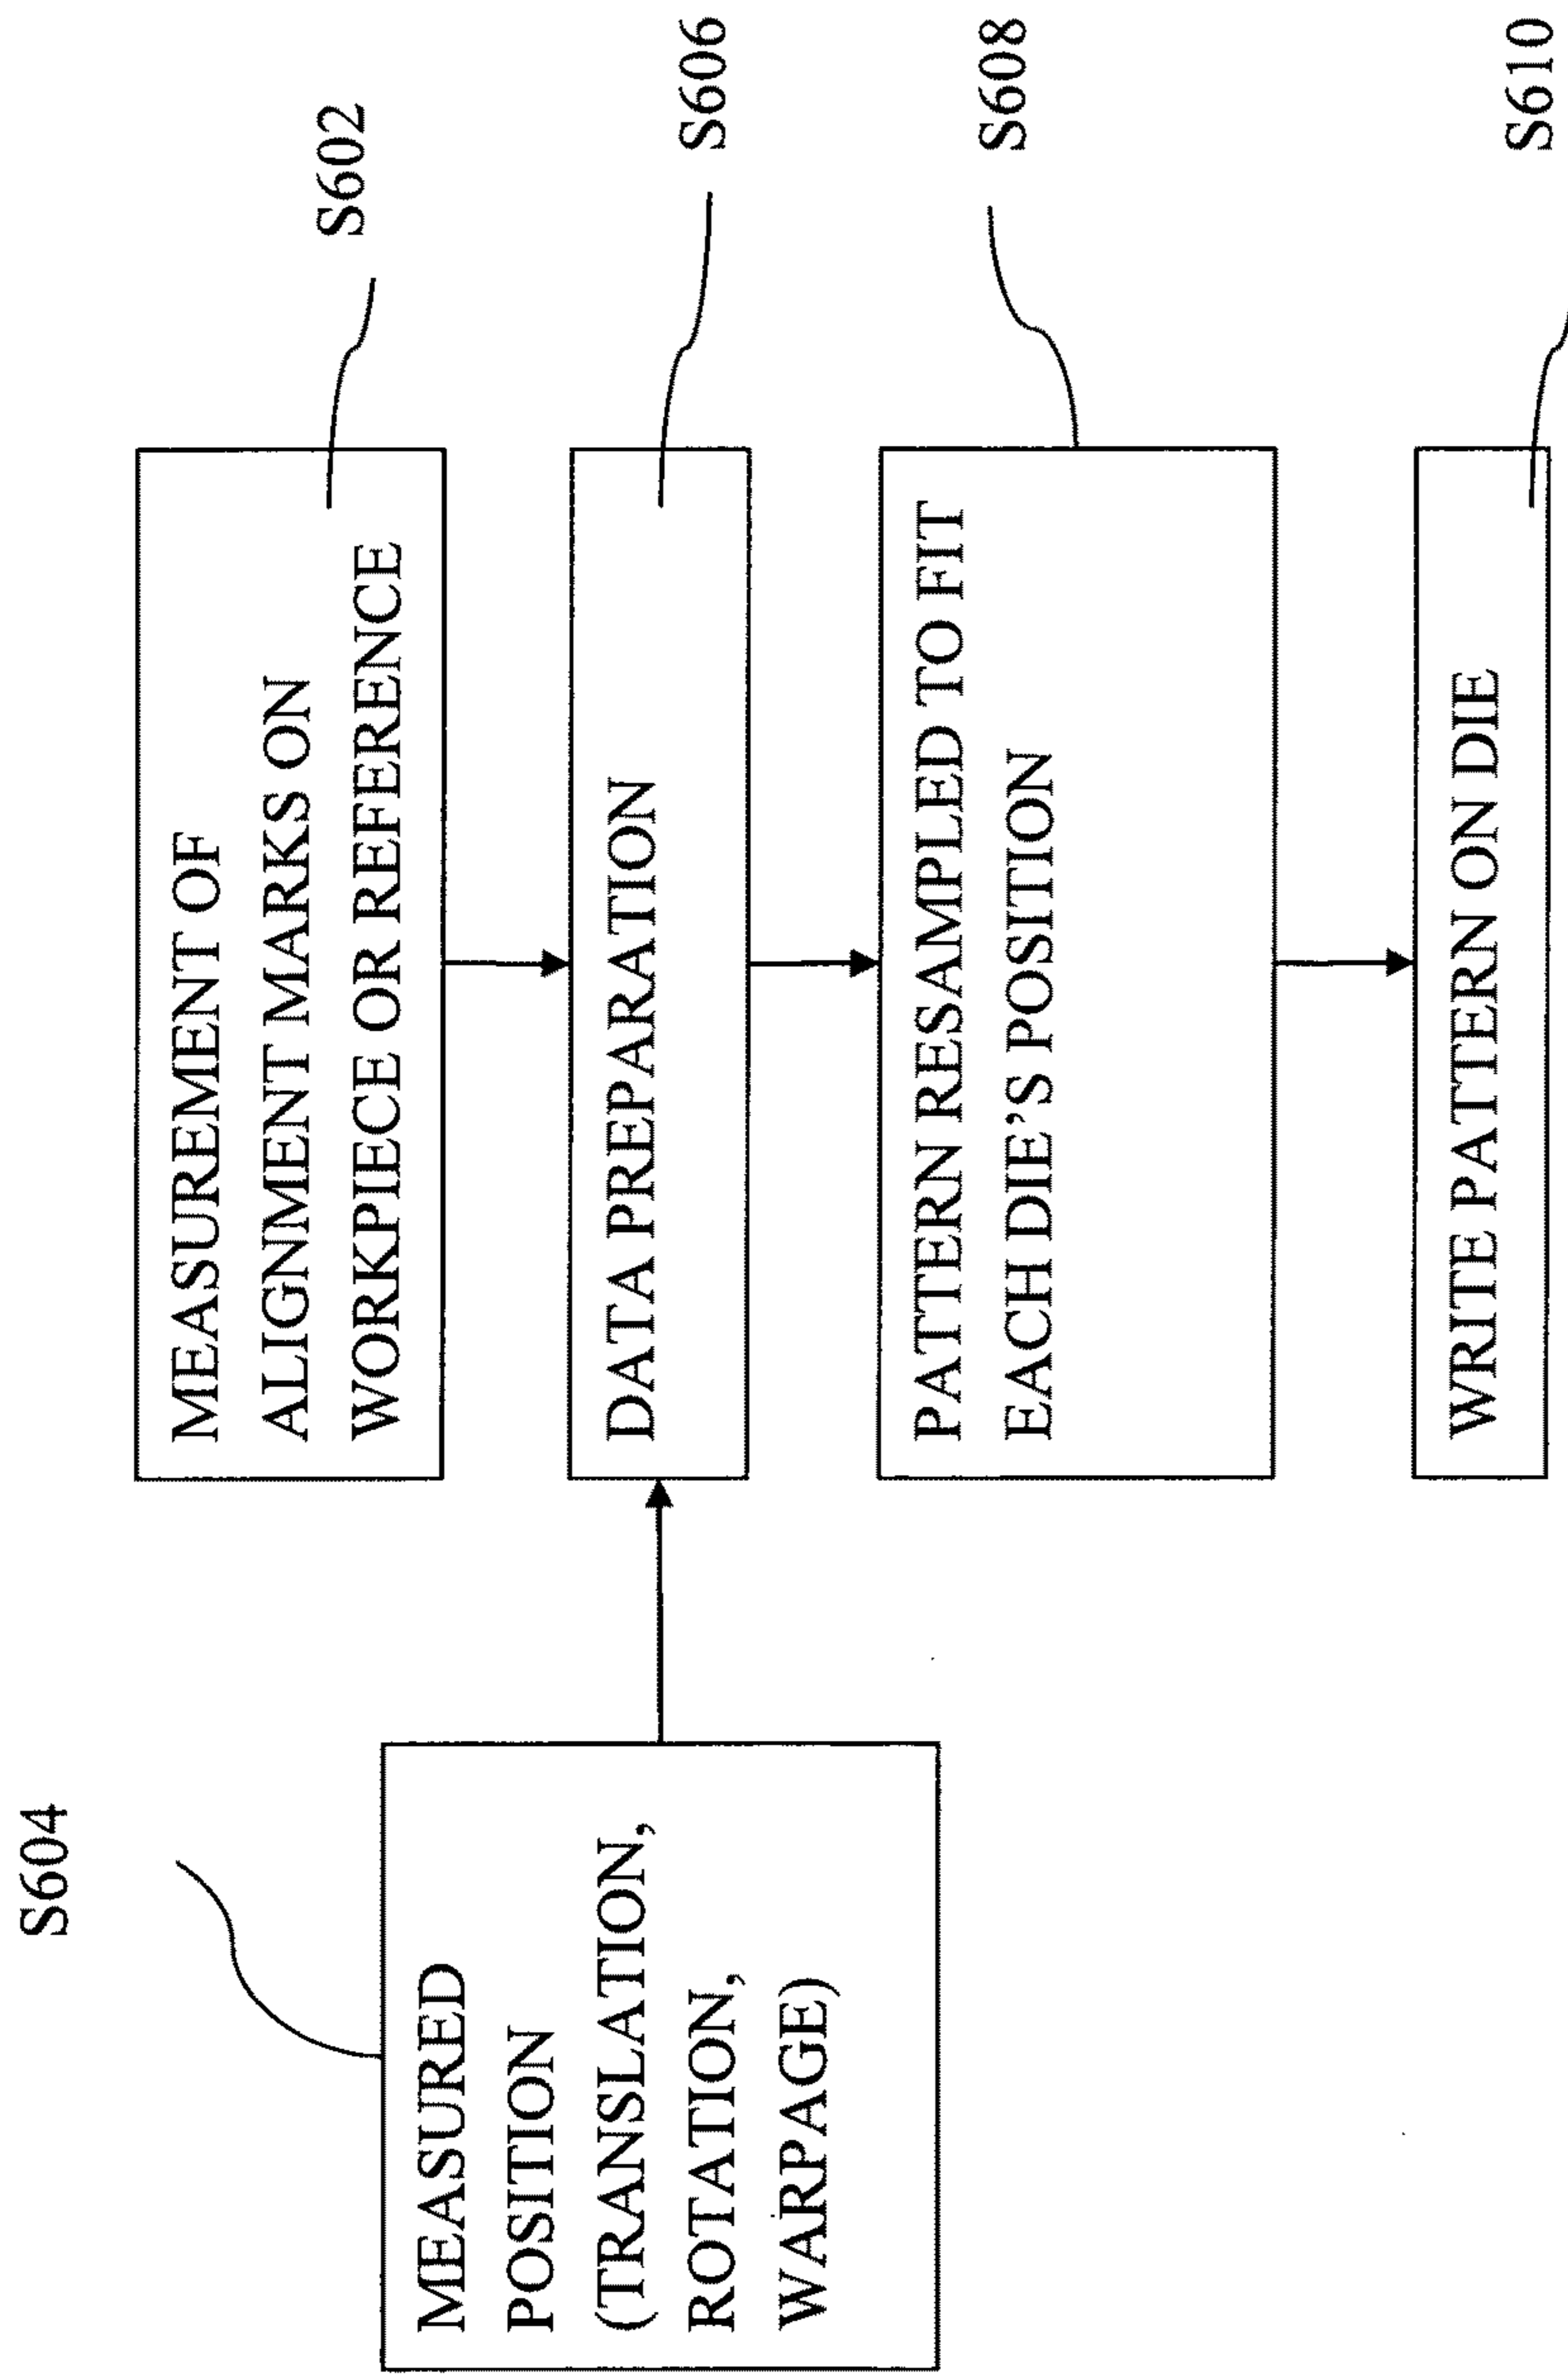 MEASUREMENT OF
ALIGNMENT MARKS ON
WORKPIECE OR REFERENCE
S602
S604
MEASURED
POSITION
(TRANSLATION,
ROTATION,
WARPAGE)
DATA PREPARATION
S606
PATTERN RESAMPLED TO FIT
EACH DIE'S POSITION
S608
WRITE PATTERN ON DIE
S610